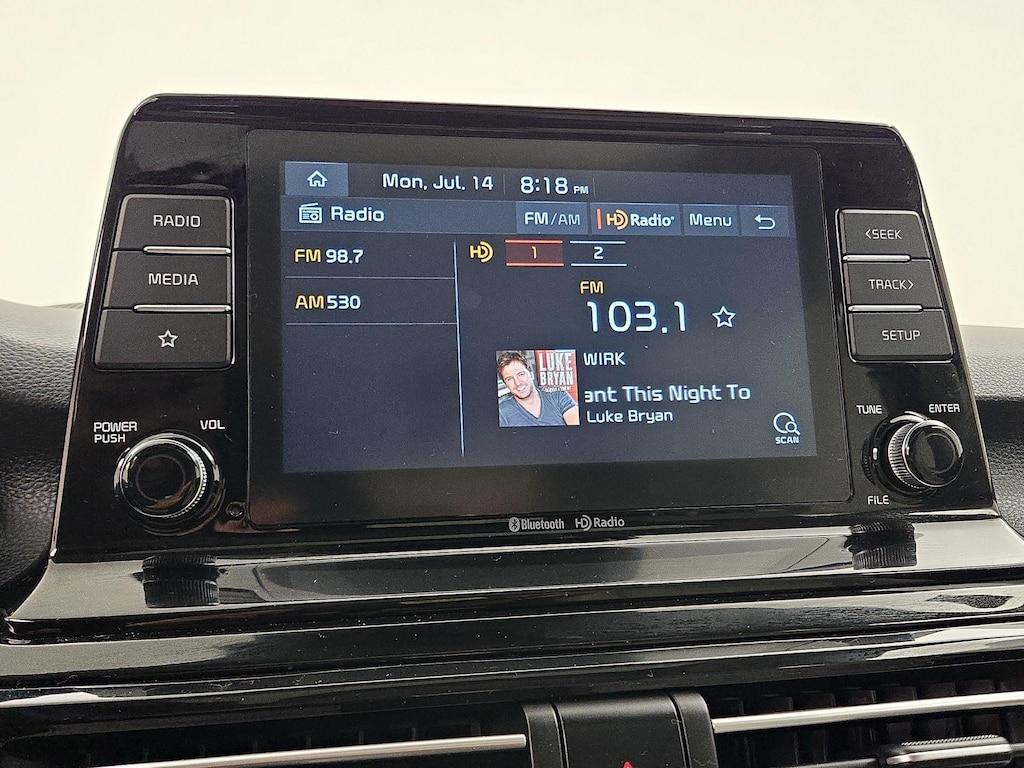 Mon, Jul. 14 8:18 PM
Radio FM/AM HD Radio® Menu
FM 98.7
AM 530
HD 1 2
FM
103.1
WIRK
ant This Night To
Luke Bryan
LUKE
BRYAN
SCAN
RADIO
MEDIA
POWER
PUSH
VOL
<SEEK
TRACK>
SETUP
TUNE
ENTER
FILE
Bluetooth HD Radio